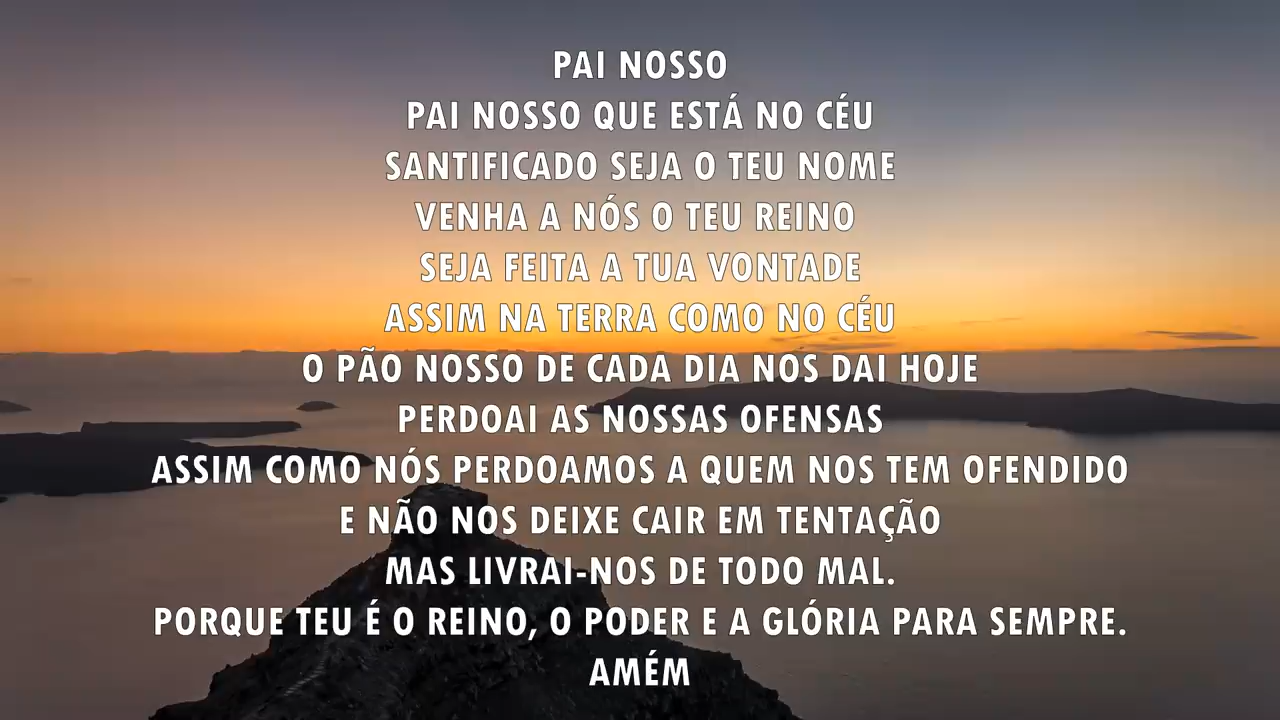 PAI NOSSO
PAI NOSSO QUE ESTÁ NO CÉU
SANTIFICADO SEJA O TEU NOME
VENHA A NÓS O TEU REINO
SEJA FEITA A TUA VONTADE
ASSIM NA TERRA COMO NO CÉU
O PÃO NOSSO DE CADA DIA NOS DAI HOJE
PERDOAI AS NOSSAS OFENSAS
ASSIM COMO NÓS PERDOAMOS A QUEM NOS TEM OFENDIDO
E NÃO NOS DEIXE CAIR EM TENTAÇÃO
MAS LIVRAI-NOS DE TODO MAL.
PORQUE TEU É O REINO, O PODER E A GLÓRIA PARA SEMPRE.
AMÉM